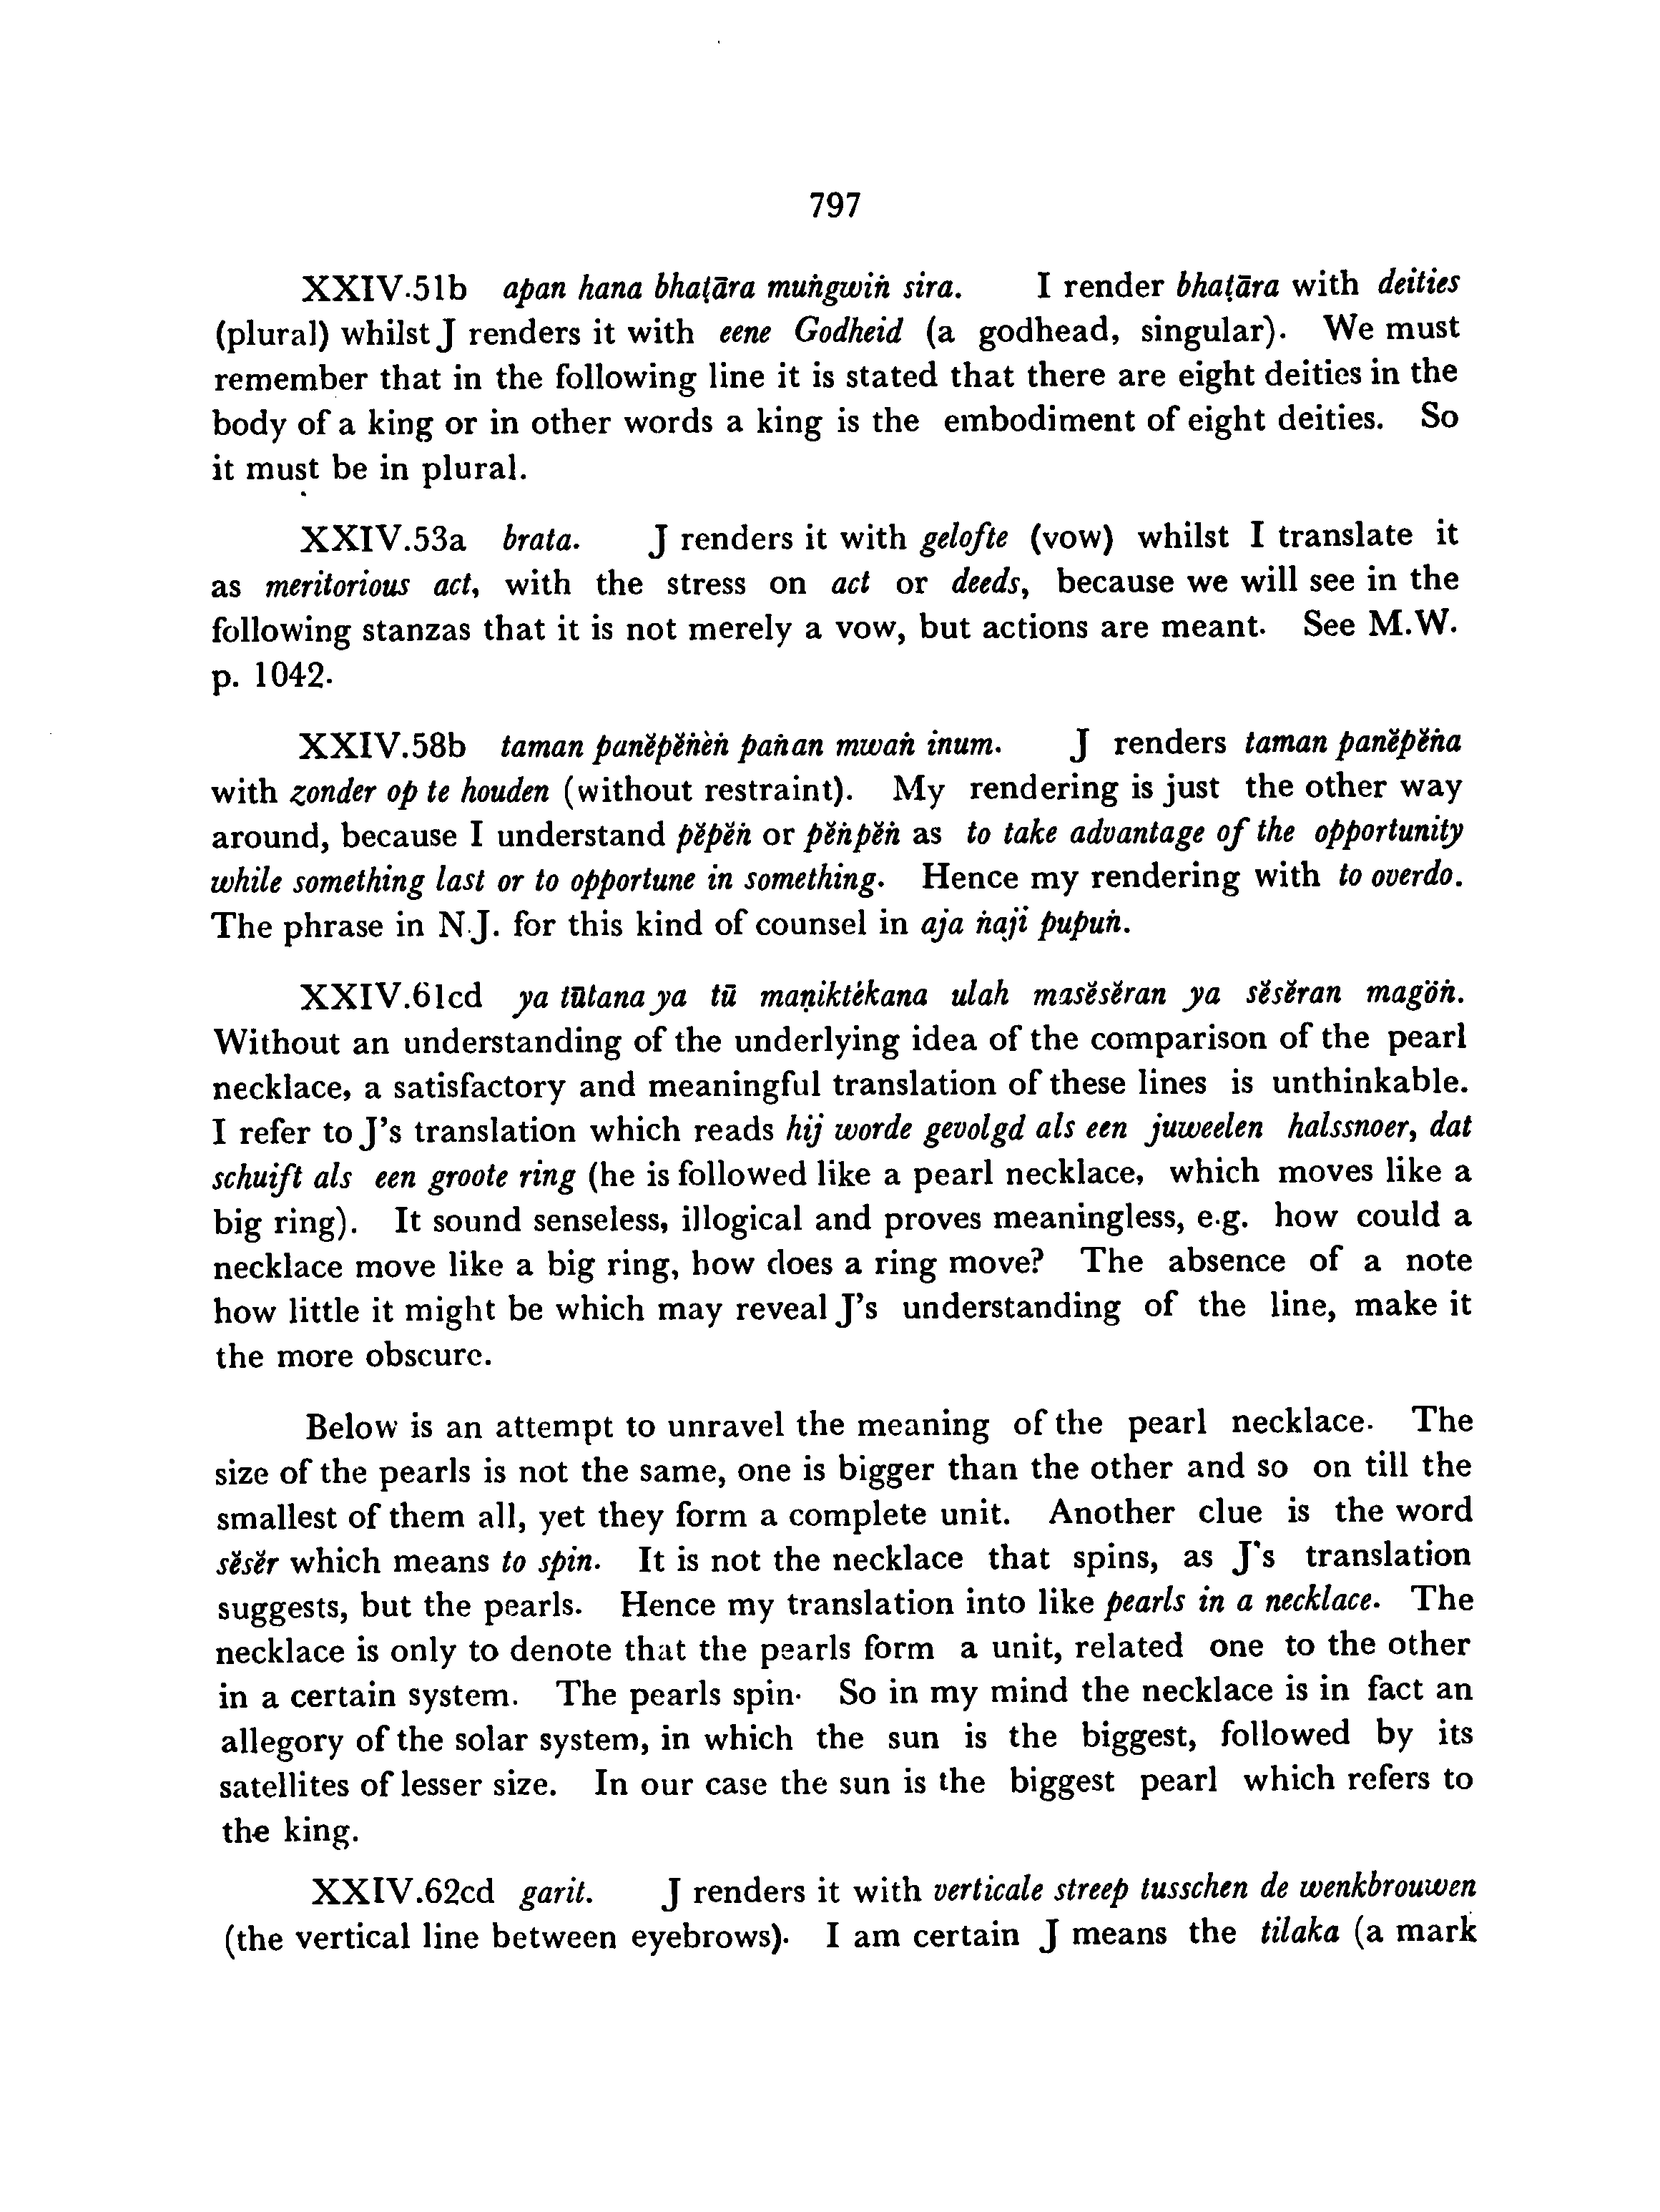 797
XXIV.51b apan hana bhaṭāra muṅgwiṅ sira. I render bhaṭāra with deities
(plural) whilst J renders it with eene Godheid (a godhead, singular). We must
remember that in the following line it is stated that there are eight deities in the
body of a king or in other words a king is the embodiment of eight deities. So
it must be in plural.
XXIV.53a brata. J renders it with gelofte (vow) whilst I translate it
as meritorious act, with the stress on act or deeds, because we will see in the
following stanzas that it is not merely a vow, but actions are meant. See M.W.
p. 1042.
XXIV.58b taman panĕpĕṅèṅ paṅan mwaṅ inum. J renders taman panĕpĕṅa
with zonder op te houden (without restraint). My rendering is just the other way
around, because I understand pĕpĕṅ or pĕṅpĕṅ as to take advantage of the opportunity
while something last or to opportune in something. Hence my rendering with to overdo.
The phrase in N.J. for this kind of counsel in aja ṅaji pupuṅ.
XXIV.61cd ya tūtana ya tū maṇiktékana ulah masĕsĕran ya sĕsĕran magöṅ.
Without an understanding of the underlying idea of the comparison of the pearl
necklace, a satisfactory and meaningful translation of these lines is unthinkable.
I refer to J's translation which reads hij worde gevolgd als een juweelen halssnoer, dat
schuift als een groote ring (he is followed like a pearl necklace, which moves like a
big ring). It sound senseless, illogical and proves meaningless, e.g. how could a
necklace move like a big ring, how does a ring move? The absence of a note
how little it might be which may reveal J's understanding of the line, make it
the more obscure.
Below is an attempt to unravel the meaning of the pearl necklace. The
size of the pearls is not the same, one is bigger than the other and so on till the
smallest of them all, yet they form a complete unit. Another clue is the word
sĕsĕr which means to spin. It is not the necklace that spins, as J's translation
suggests, but the pearls. Hence my translation into like pearls in a necklace. The
necklace is only to denote that the pearls form a unit, related one to the other
in a certain system. The pearls spin. So in my mind the necklace is in fact an
allegory of the solar system, in which the sun is the biggest, followed by its
satellites of lesser size. In our case the sun is the biggest pearl which refers to
the king.
XXIV.62cd garit. J renders it with verticale streep tusschen de wenkbrouwen
(the vertical line between eyebrows). I am certain J means the tilaka (a mark